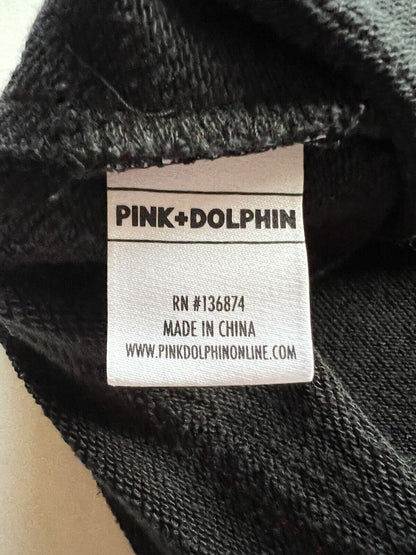 PINK+DOLPHIN
RN #136874
MADE IN CHINA
WWW.PINKDOLPHINONLINE.COM